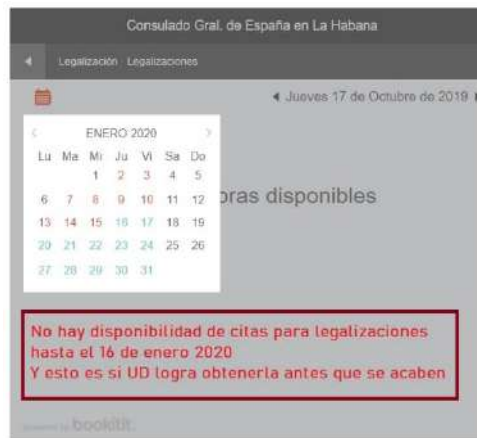 Consulado Gral. de España en La Habana
Legalización Legalizaciones
Jueves 17 de Octubre de 2019
ENERO 2020
Lu Ma Mi Ju Vi Sa Do
1 2 3 4 5
6 7 8 9 10 11 12
oras disponibles
13 14 15 16 17 18 19
20 21 22 23 24 25 26
27 28 29 30 31
No hay disponibilidad de citas para legalizaciones
hasta el 16 de enero 2020
Y esto es si UD logra obtenerla antes que se acaben
bookitit